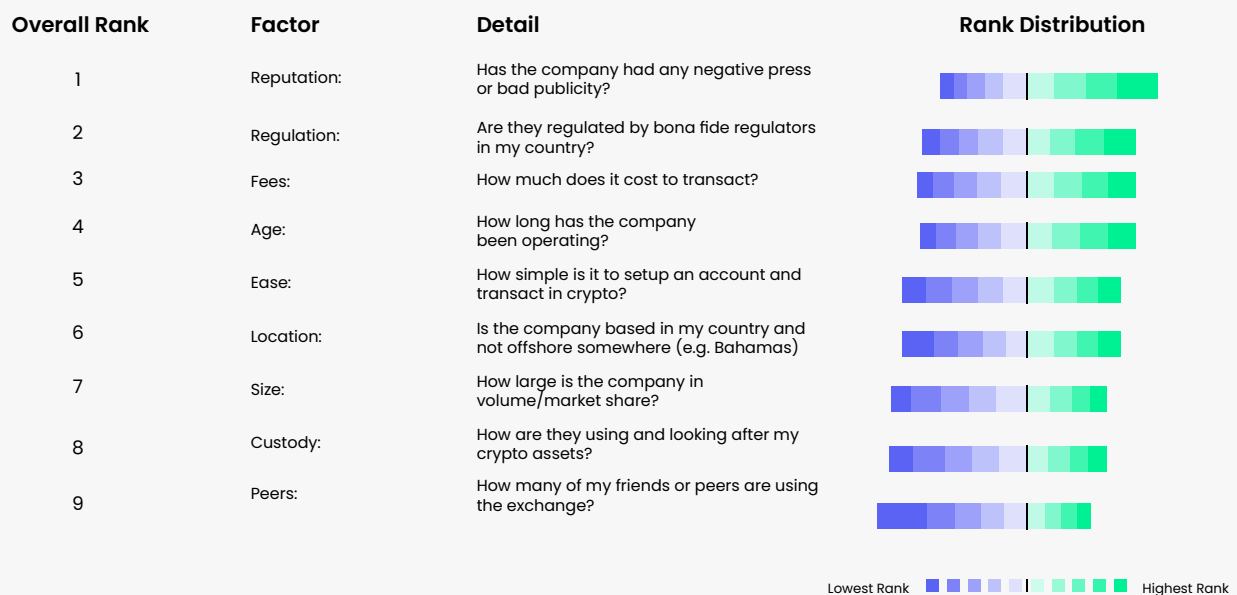 Overall Rank Factor Detail Rank Distribution
1 Reputation: Has the company had any negative press
or bad publicity?
2 Regulation: Are they regulated by bona fide regulators
in my country?
3 Fees: How much does it cost to transact?
4 Age: How long has the company
been operating?
5 Ease: How simple is it to setup an account and
transact in crypto?
6 Location: Is the company based in my country and
not offshore somewhere (e.g. Bahamas)
7 Size: How large is the company in
volume/market share?
8 Custody: How are they using and looking after my
crypto assets?
9 Peers: How many of my friends or peers are using
the exchange?
Lowest Rank Highest Rank